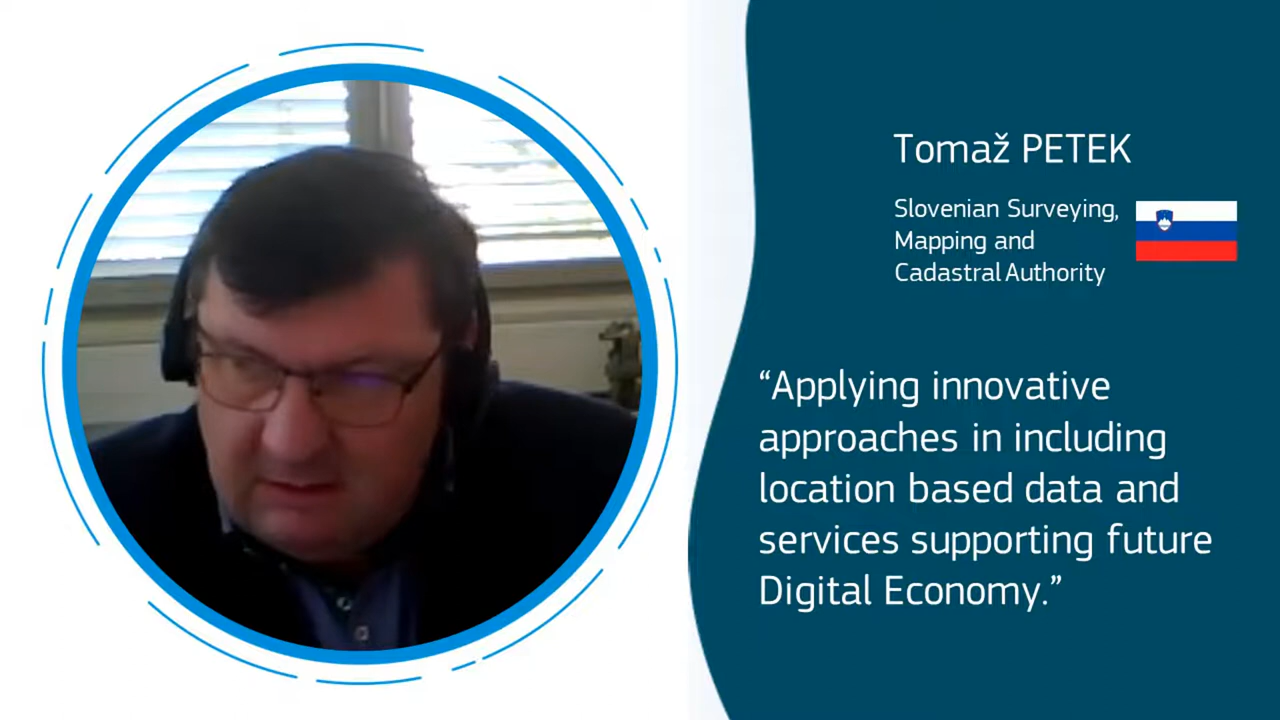 Tomaž PETEK
Slovenian Surveying,
Mapping and
Cadastral Authority
“Applying innovative
approaches in including
location based data and
services supporting future
Digital Economy.”